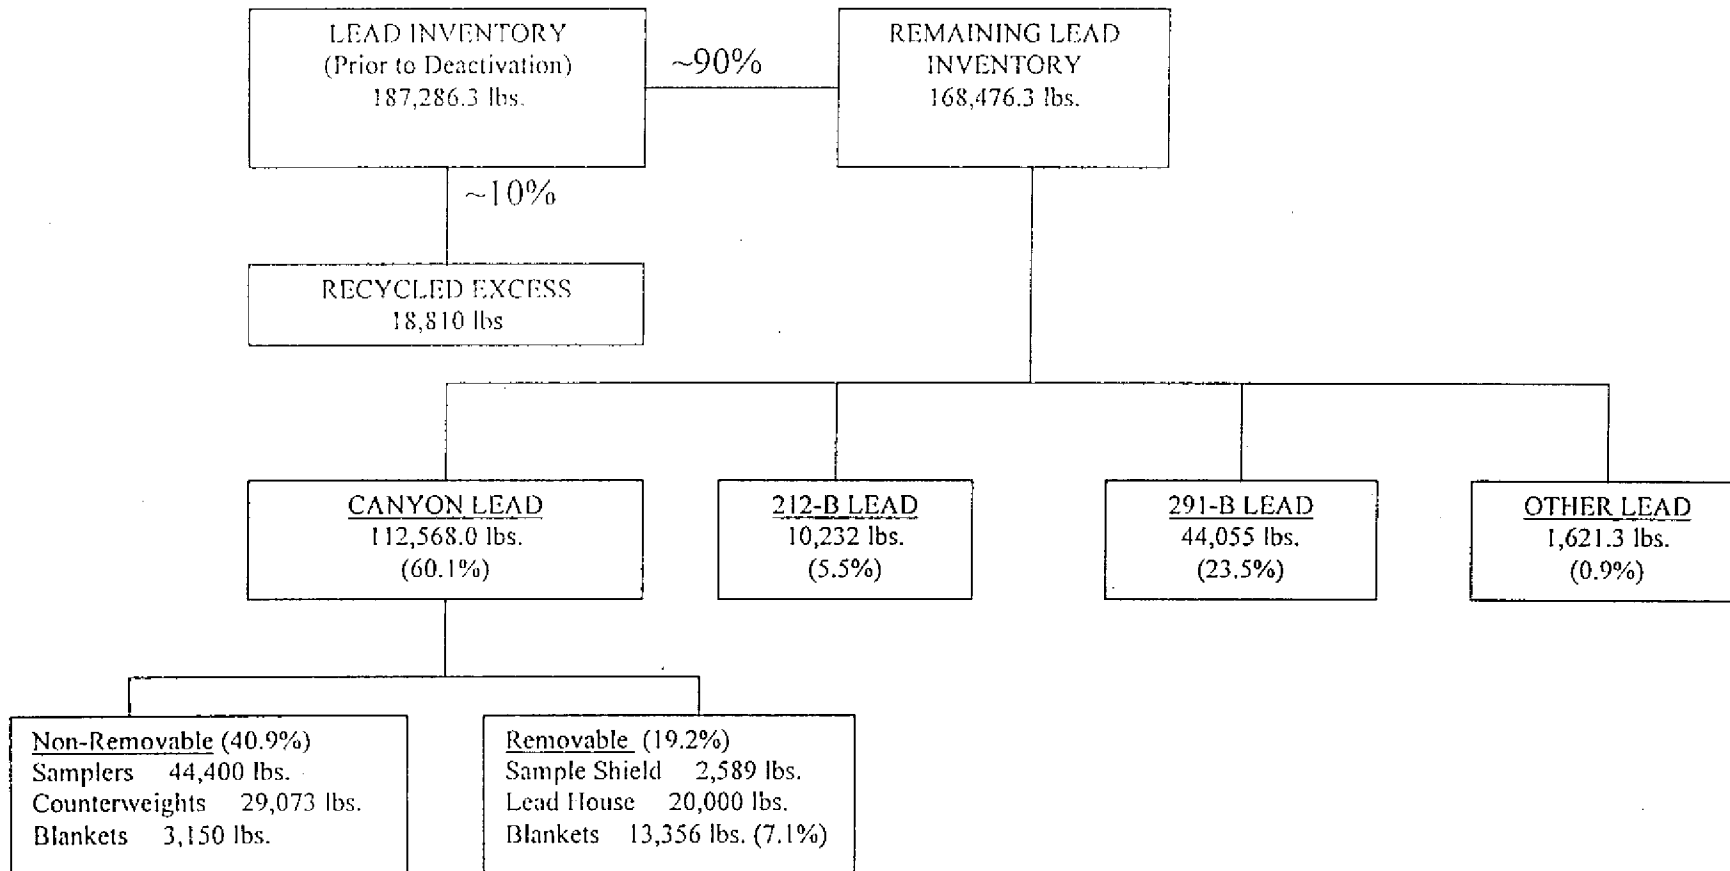 LEAD INVENTORY
(Prior to Deactivation)
187,286.3 lbs.
~90%
REMAINING LEAD
INVENTORY
168,476.3 lbs.
~10%
RECYCLED EXCESS
18,810 lbs
CANYON LEAD
112,568.0 lbs.
(60.1%)
212-B LEAD
10,232 lbs.
(5.5%)
291-B LEAD
44,055 lbs.
(23.5%)
OTHER LEAD
1,621.3 lbs.
(0.9%)
Non-Removable (40.9%)
Samplers 44,400 lbs.
Counterweights 29,073 lbs.
Blankets 3,150 lbs.
Removable (19.2%)
Sample Shield 2,589 lbs.
Lead House 20,000 lbs.
Blankets 13,356 lbs. (7.1%)